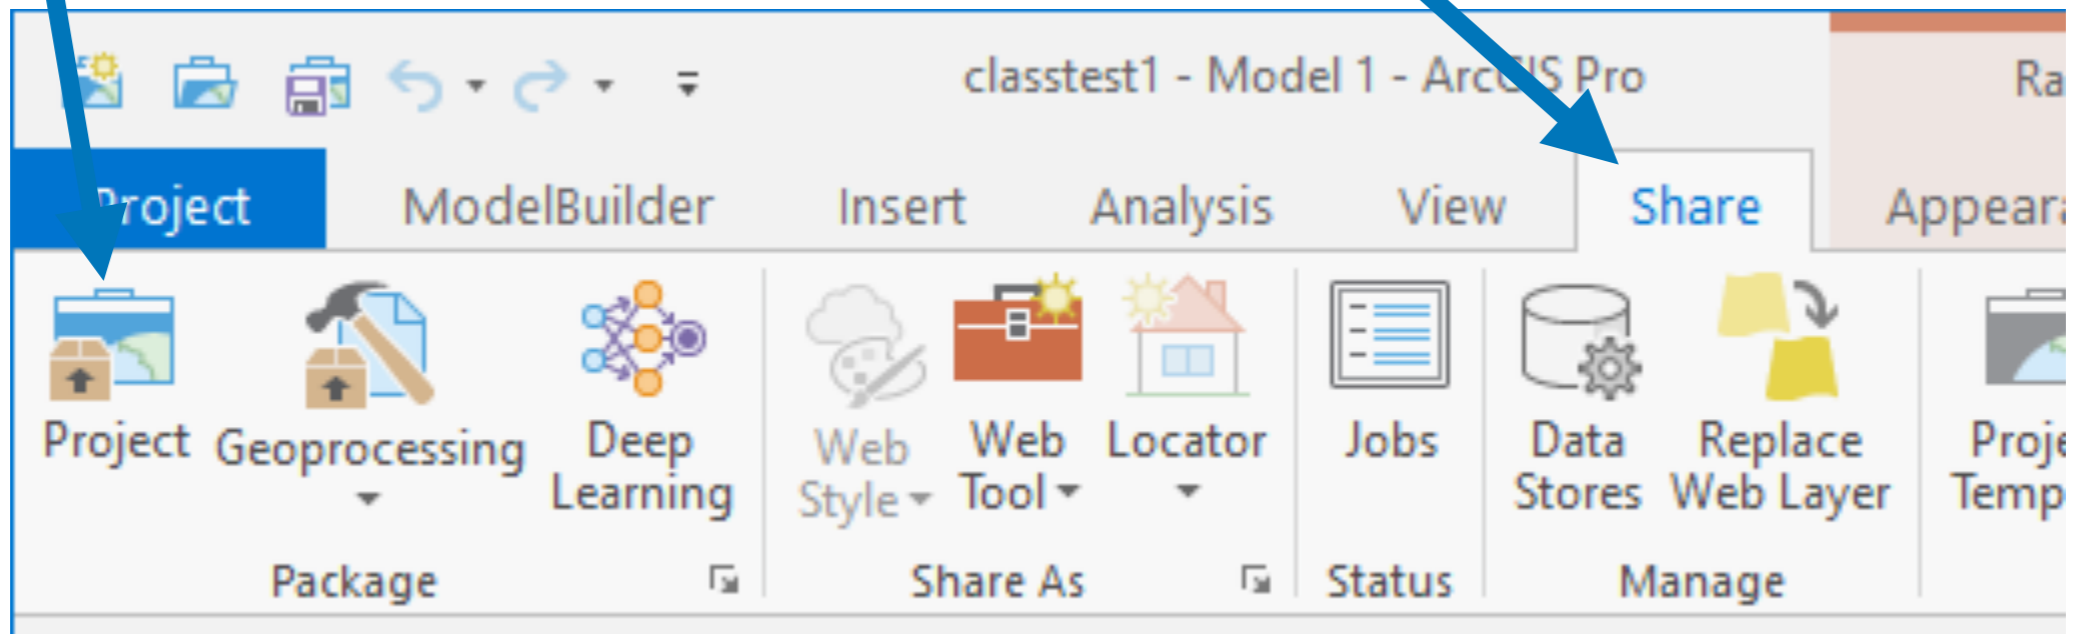 classtest1 - Model 1 - ArcGIS Pro
Project ModelBuilder Insert Analysis View Share
Project Geoprocessing Deep Learning Web Style Web Tool Locator Jobs Data Stores Replace Web Layer
Package Share As Status Manage